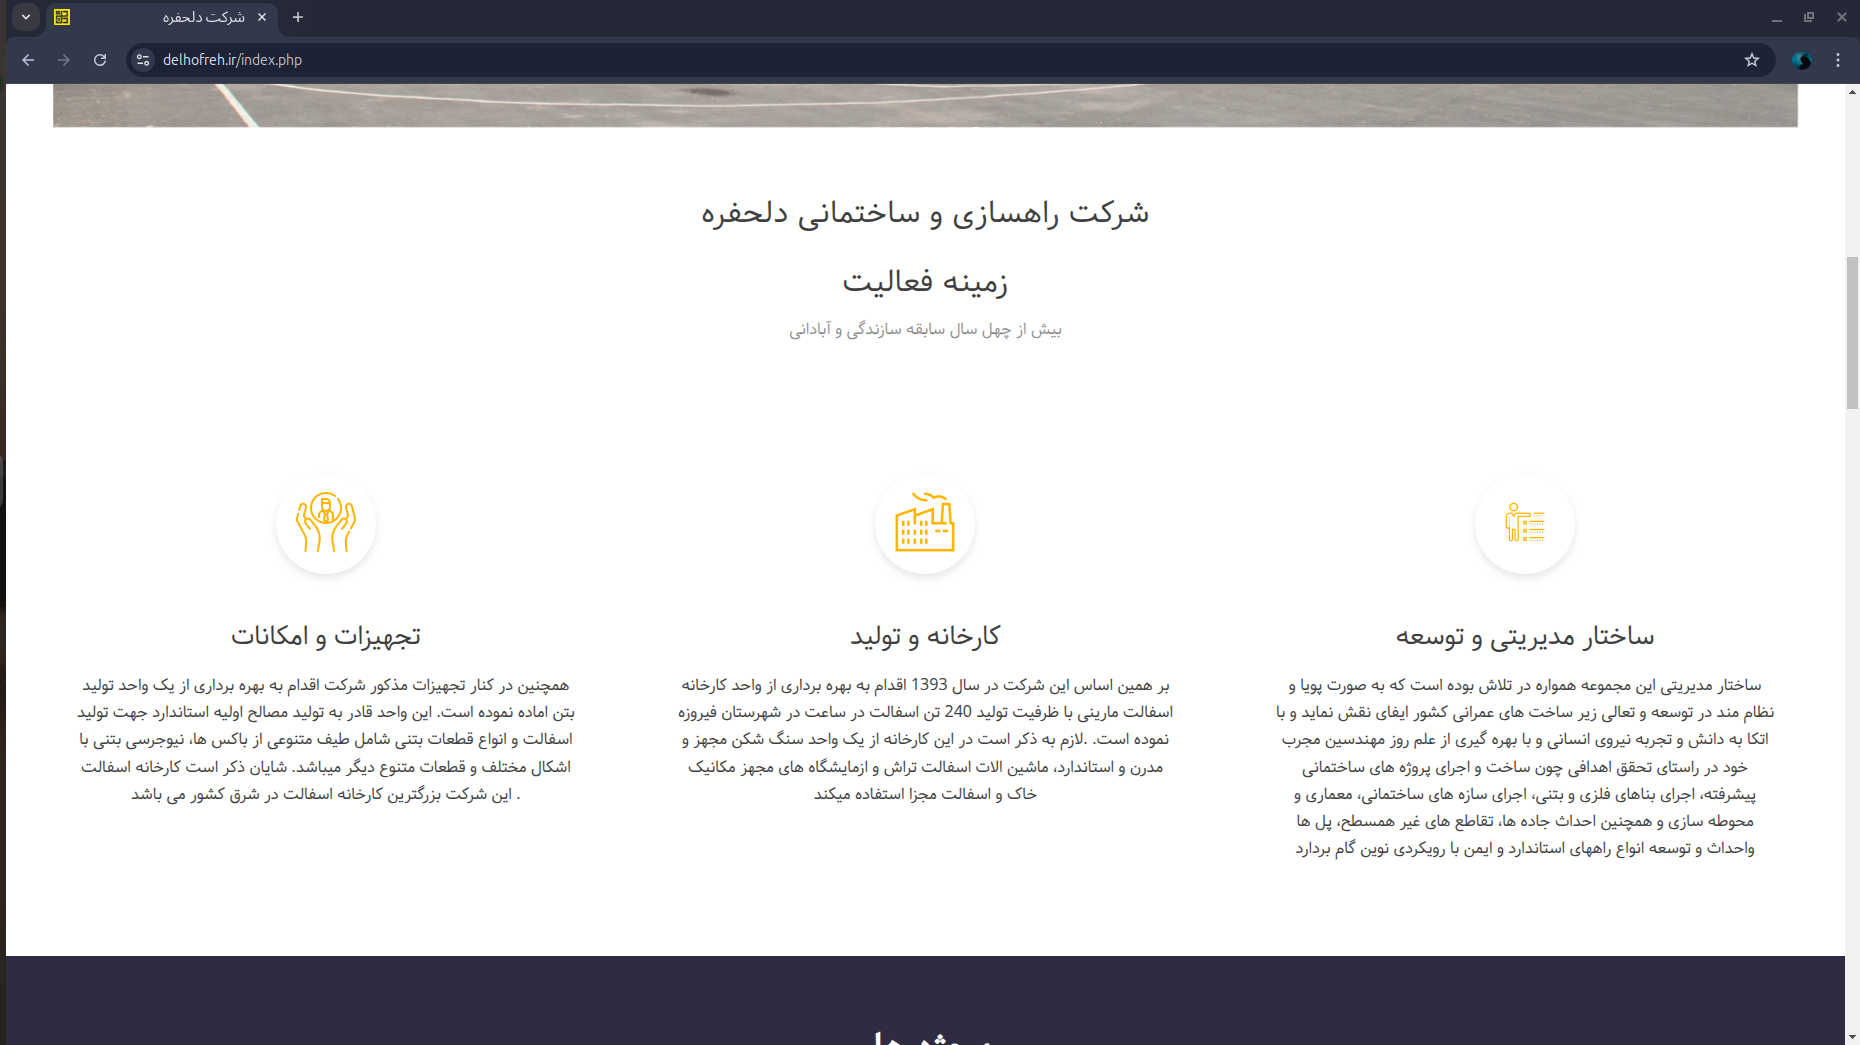 شرکت دلحفره
delhofreh.ir/index.php
شرکت راهسازی و ساختمانی دلحفره
زمینه فعالیت
بیش از چهل سال سابقه سازندگی و آبادانی
ساختار مدیریتی و توسعه
ساختار مدیریتی این مجموعه همواره در تلاش بوده است که به صورت پویا و
نظام مند در توسعه و تعالی زیر ساخت های عمرانی کشور ایفای نقش نماید و با
اتکا به دانش و تجربه نیروی انسانی و با بهره گیری از علم روز مهندسین مجرب
خود در راستای تحقق اهدافی چون ساخت و اجرای پروژه های ساختمانی
پیشرفته، اجرای بناهای فلزی و بتنی، اجرای سازه های ساختمانی، معماری و
محوطه سازی و همچنین احداث جاده ها، تقاطع های غیر همسطح، پل ها
واحداث و توسعه انواع راههای استاندارد و ایمن با رویکردی نوین گام بردارد
کارخانه و تولید
بر همین اساس این شرکت در سال 1393 اقدام به بهره برداری از واحد کارخانه
اسفالت مارینی با ظرفیت تولید 240 تن اسفالت در ساعت در شهرستان فیروزه
نموده است. .لازم به ذکر است در این کارخانه از یک واحد سنگ شکن مجهز و
مدرن و استاندارد، ماشین الات اسفالت تراش و ازمایشگاه های مجهز مکانیک
خاک و اسفالت مجزا استفاده میکند
تجهیزات و امکانات
همچنین در کنار تجهیزات مذکور شرکت اقدام به بهره برداری از یک واحد تولید
بتن اماده نموده است. این واحد قادر به تولید مصالح اولیه استاندارد جهت تولید
اسفالت و انواع قطعات بتنی شامل طیف متنوعی از باکس ها، نیوجرسی بتنی با
اشکال مختلف و قطعات متنوع دیگر میباشد. شایان ذکر است کارخانه اسفالت
. این شرکت بزرگترین کارخانه اسفالت در شرق کشور می باشد